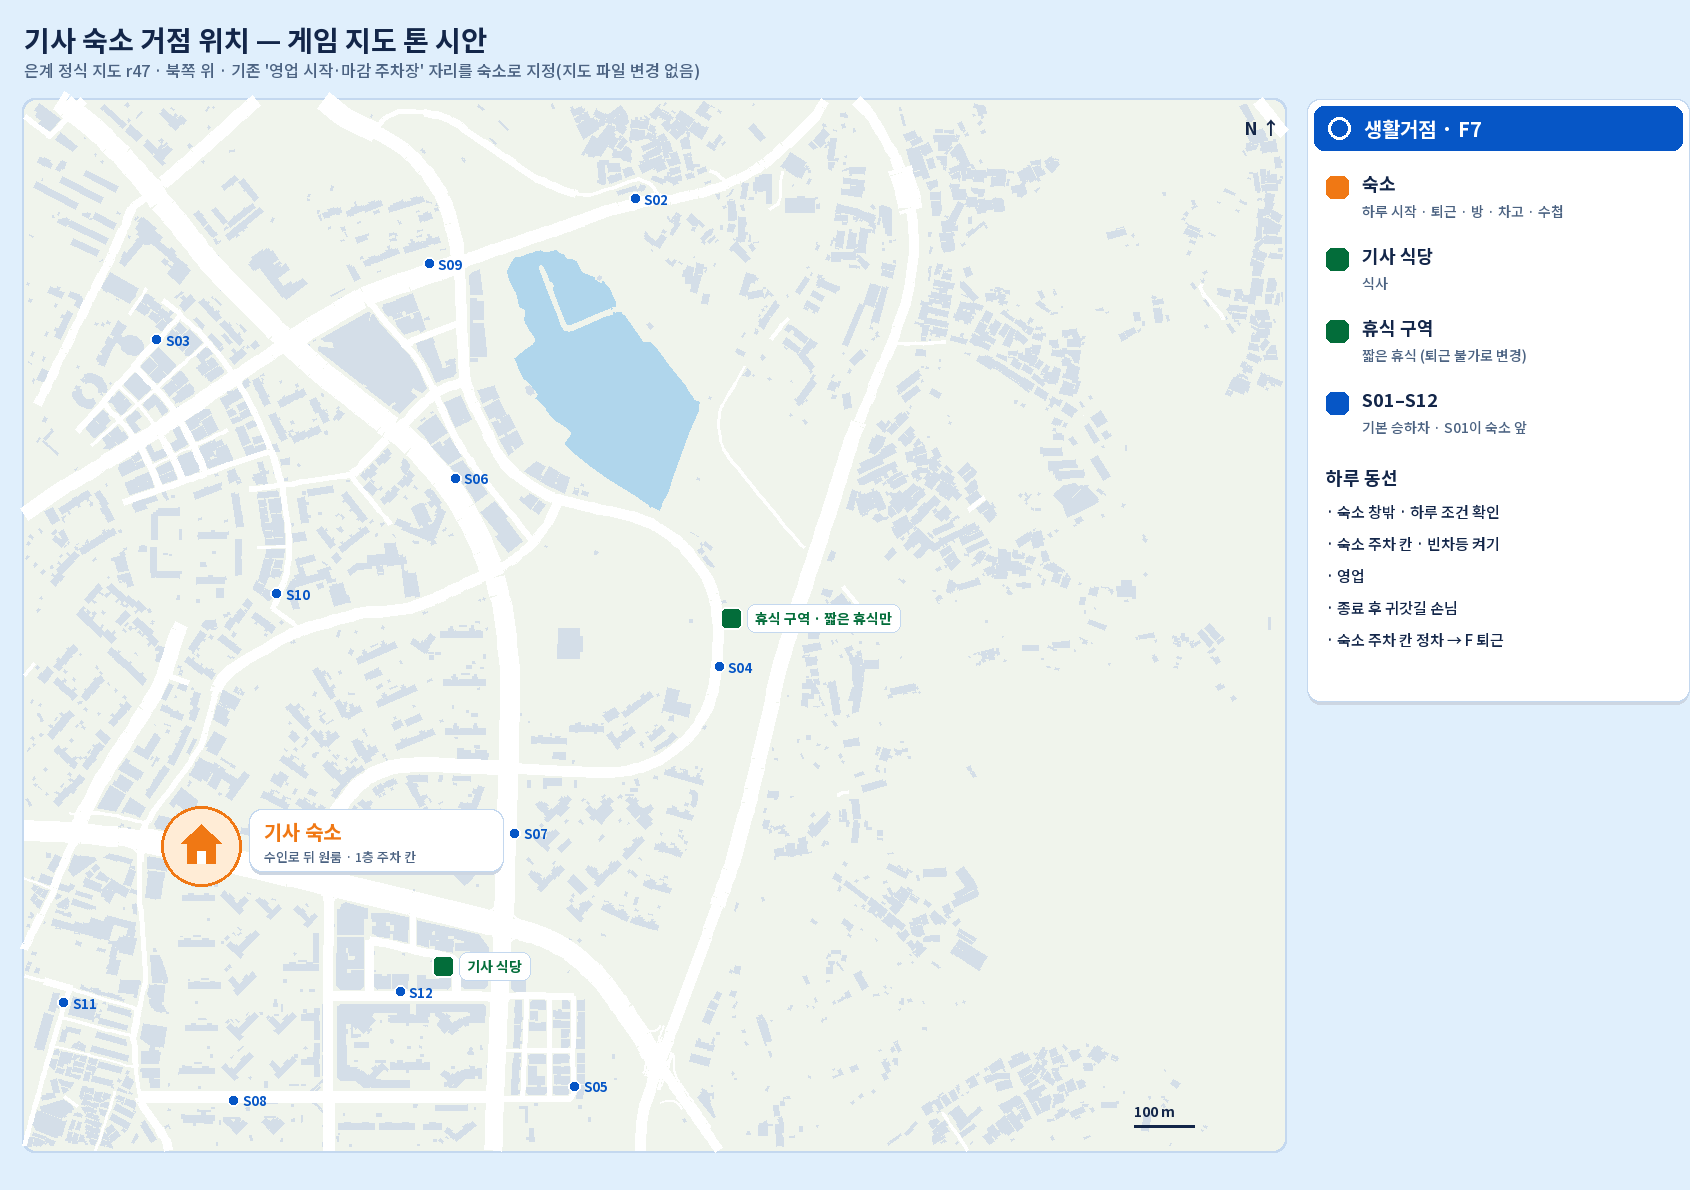 기사 숙소 거점 위치 — 게임 지도 톤 시안
은계 정식 지도 r47 · 북쪽 위 · 기존 '영업 시작·마감 주차장' 자리를 숙소로 지정(지도 파일 변경 없음)
N ↑
S02
S09
S03
S06
S10
휴식 구역 · 짧은 휴식만
S04
기사 숙소
수인로 뒤 원룸 · 1층 주차 칸
S07
기사 식당
S12
S11
S05
S08
100 m
생활거점 · F7
숙소
하루 시작 · 퇴근 · 방 · 차고 · 수첩
기사 식당
식사
휴식 구역
짧은 휴식 (퇴근 불가로 변경)
S01–S12
기본 승하차 · S01이 숙소 앞
하루 동선
· 숙소 창밖 · 하루 조건 확인
· 숙소 주차 칸 · 빈차등 켜기
· 영업
· 종료 후 귀갓길 손님
· 숙소 주차 칸 정차 → F 퇴근